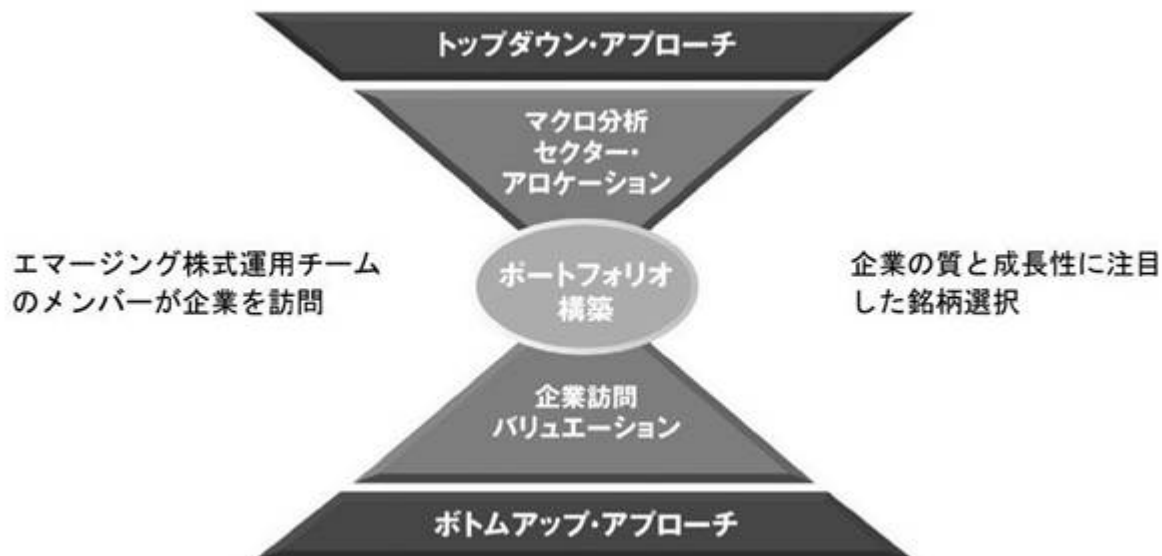 トップダウン・アプローチ
マクロ分析
セクター・
アロケーション
エマージング株式運用チーム
のメンバーが企業を訪問
ポートフォリオ
構築
企業の質と成長性に注目
した銘柄選択
企業訪問
バリュエーション
ボトムアップ・アプローチ